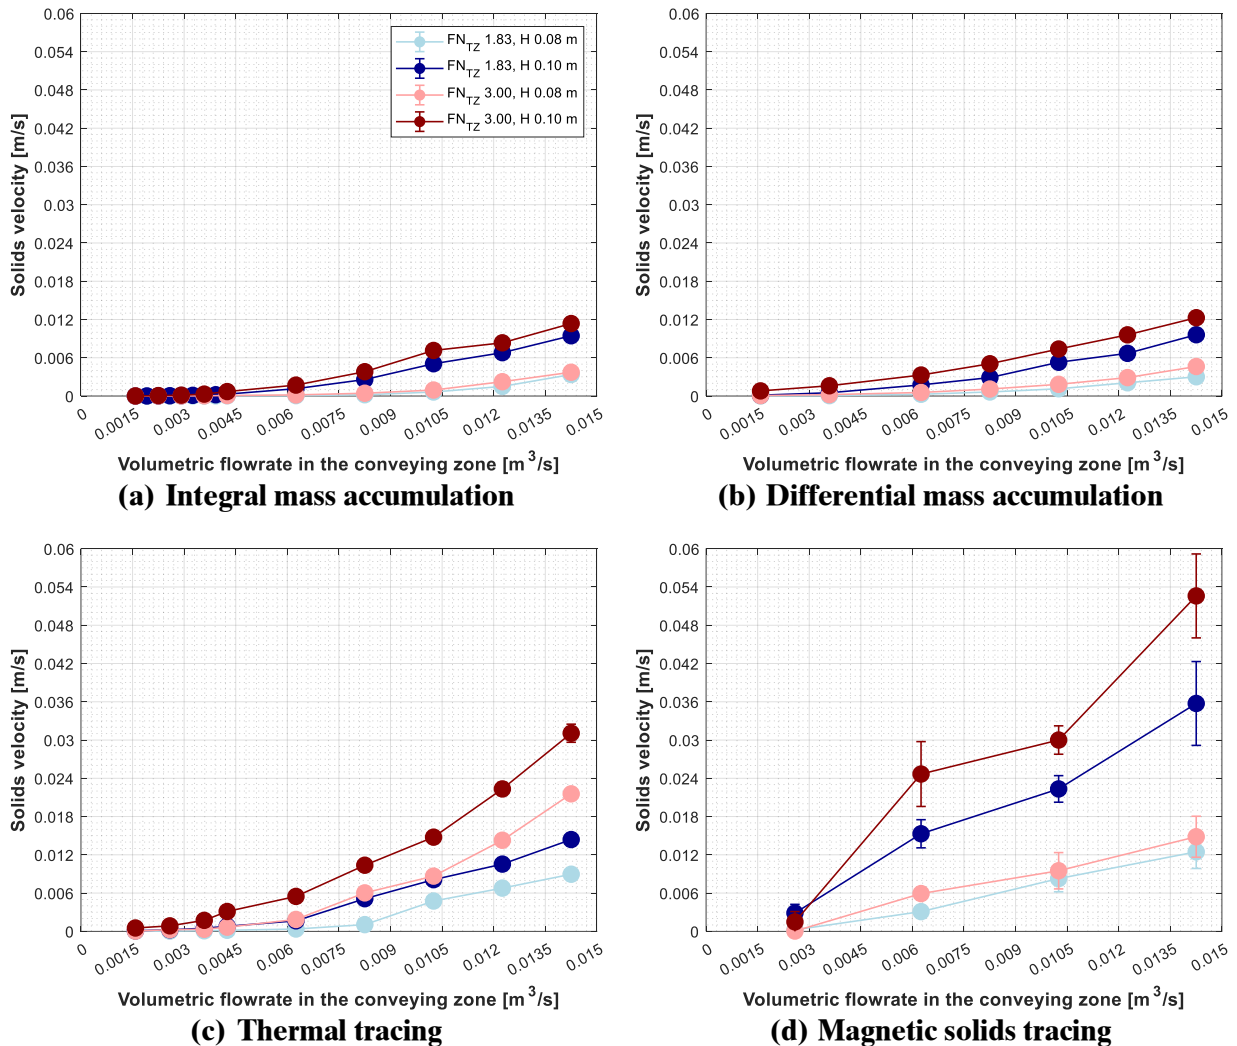 0.06
0.054
0.048
0.042
0.036
0.03
0.024
0.018
0.012
0.006
0
Solids velocity [m/s]
FN_TZ 1.83, H 0.08 m
FN_TZ 1.83, H 0.10 m
FN_TZ 3.00, H 0.08 m
FN_TZ 3.00, H 0.10 m
0 0.0015 0.003 0.0045 0.006 0.0075 0.009 0.0105 0.012 0.0135 0.015
Volumetric flowrate in the conveying zone [m³/s]
(a) Integral mass accumulation
0.06
0.054
0.048
0.042
0.036
0.03
0.024
0.018
0.012
0.006
0
Solids velocity [m/s]
0 0.0015 0.003 0.0045 0.006 0.0075 0.009 0.0105 0.012 0.0135 0.015
Volumetric flowrate in the conveying zone [m³/s]
(b) Differential mass accumulation
0.06
0.054
0.048
0.042
0.036
0.03
0.024
0.018
0.012
0.006
0
Solids velocity [m/s]
0 0.0015 0.003 0.0045 0.006 0.0075 0.009 0.0105 0.012 0.0135 0.015
Volumetric flowrate in the conveying zone [m³/s]
(c) Thermal tracing
0.06
0.054
0.048
0.042
0.036
0.03
0.024
0.018
0.012
0.006
0
Solids velocity [m/s]
0 0.0015 0.003 0.0045 0.006 0.0075 0.009 0.0105 0.012 0.0135 0.015
Volumetric flowrate in the conveying zone [m³/s]
(d) Magnetic solids tracing